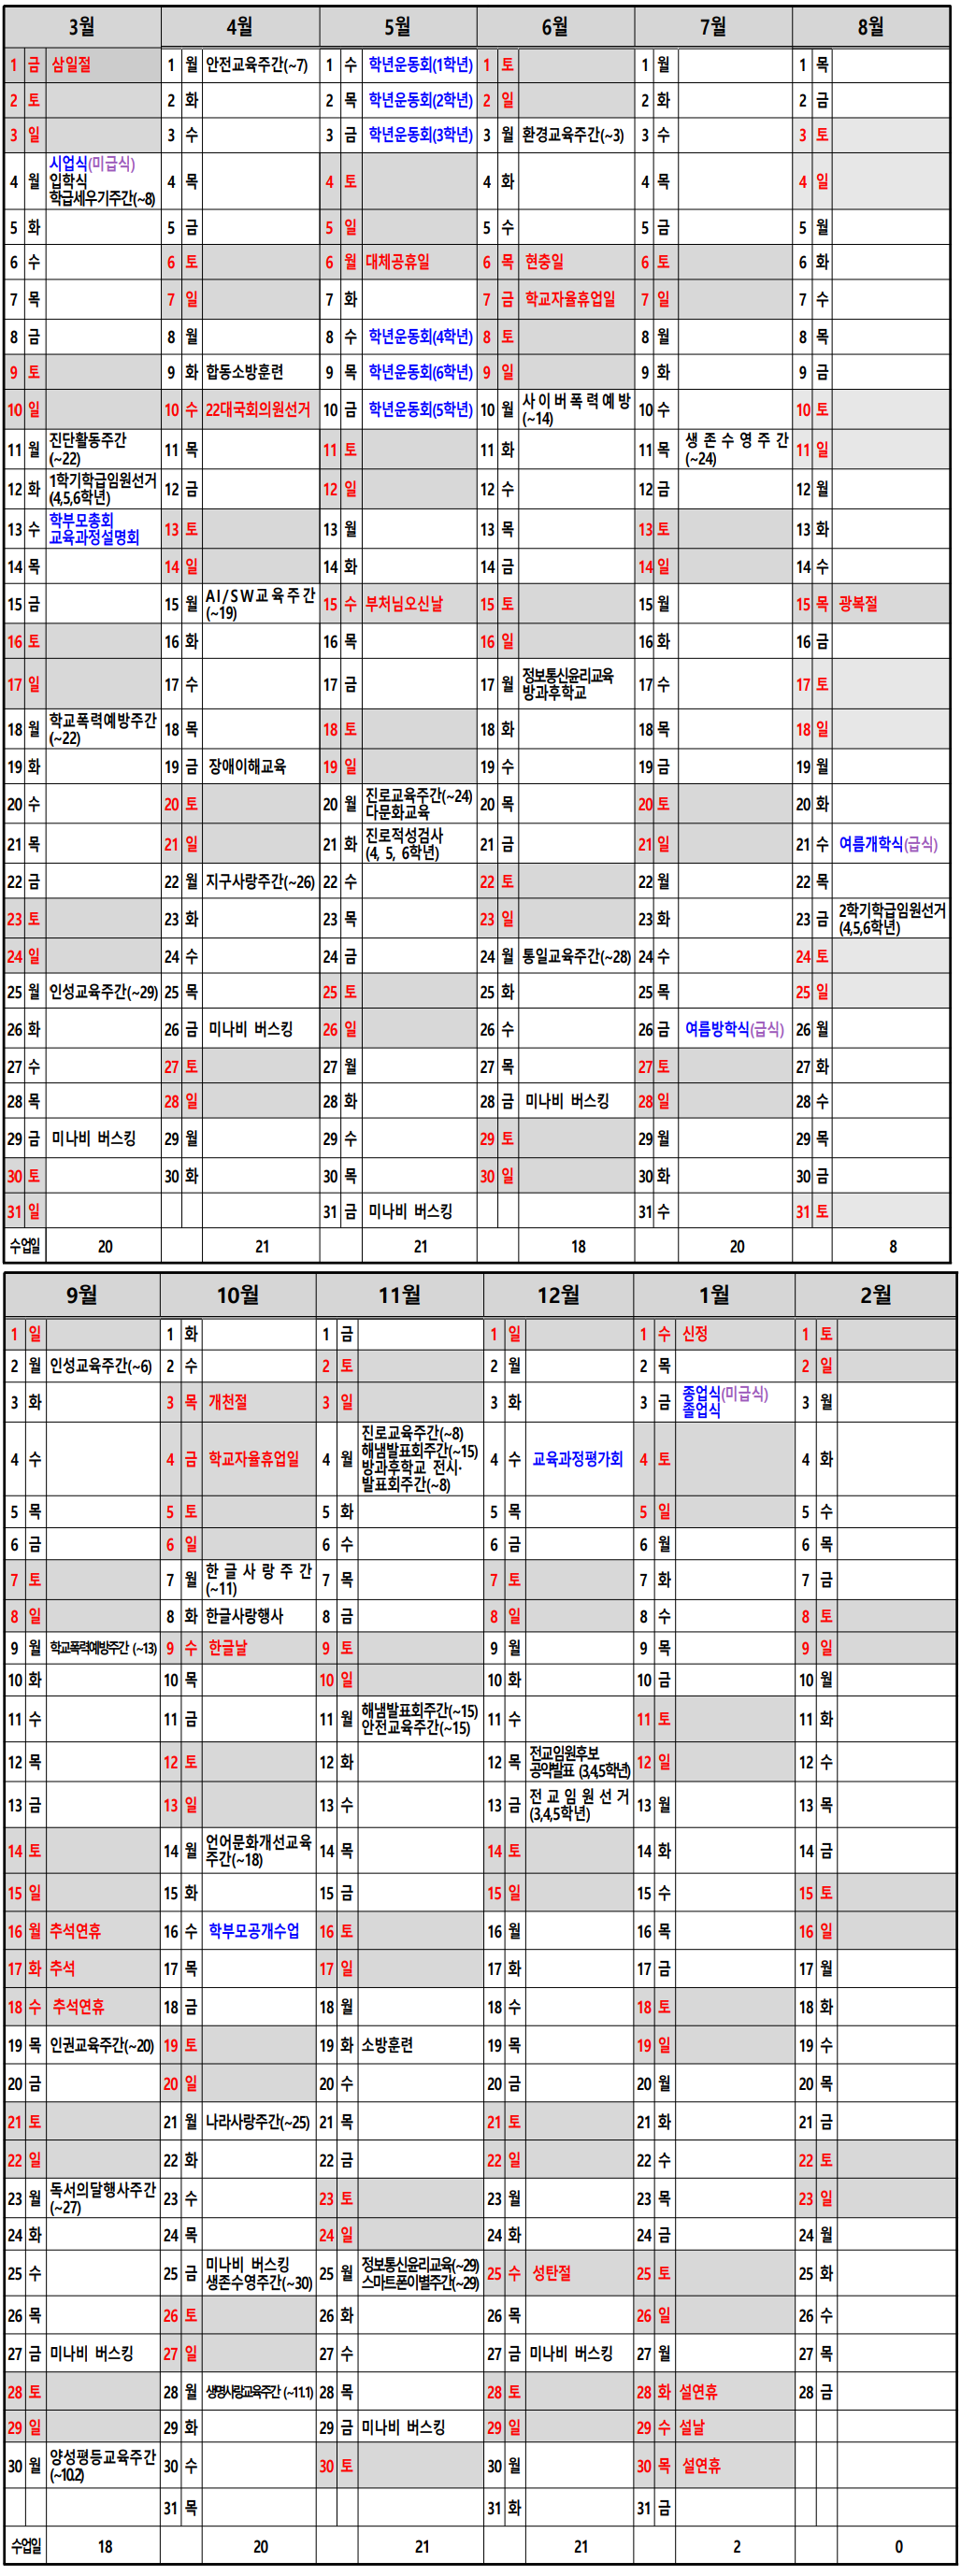 3월 4월 5월 6월 7월 8월
1 금 삼일절 1 월 안전교육주간(~7) 1 수 학년운동회(1학년) 1 토 1 월 1 목
2 토 2 화 2 목 학년운동회(2학년) 2 일 2 화 2 금
3 일 3 수 3 금 학년운동회(3학년) 3 월 환경교육주간(~3) 3 수 3 토
시업식(미급식)
4 월 입학식 4 목 4 토 4 화 4 목 4 일
학급세우기주간(~8)
5 화 5 금 5 일 5 수 5 금 5 월
6 수 6 토 6 월 대체공휴일 6 목 현충일 6 토 6 화
7 목 7 일 7 화 7 금 학교자율휴업일 7 일 7 수
8 금 8 월 8 수 학년운동회(4학년) 8 토 8 월 8 목
9 토 9 화 합동소방훈련 9 목 학년운동회(6학년) 9 일 9 화 9 금
10 일 10 수 22대국회의원선거 10 금 학년운동회(5학년) 10 월 사이버폭력예방 10 수 10 토
(~14)
11 월 진단활동주간 11 목 11 토 11 화 11 목 생존수영주간 11 일
(~22) (~24)
12 화 1학기학급임원선거 12 금 12 일 12 수 12 금 12 월
(4,5,6학년)
13 수 학부모총회 13 토 13 월 13 목 13 토 13 화
교육과정설명회
14 목 14 일 14 화 14 금 14 일 14 수
15 금 15 월 AI/SW교육주간 15 수 부처님오신날 15 토 15 월 15 목 광복절
(~19)
16 토 16 화 16 목 16 일 16 화 16 금
17 일 17 수 17 금 17 월 정보통신윤리교육 17 수 17 토
방과후학교
18 월 학교폭력예방주간 18 목 18 토 18 화 18 목 18 일
(~22)
19 화 19 금 장애이해교육 19 일 19 수 19 금 19 월
20 수 20 토 20 월 진로교육주간(~24) 20 목 20 토 20 화
다문화교육
21 목 21 일 21 화 진로적성검사 21 금 21 일 21 수 여름개학식(급식)
(4, 5, 6학년)
22 금 22 월 지구사랑주간(~26) 22 수 22 토 22 월 22 목
23 토 23 화 23 목 23 일 23 화 23 금 2학기학급임원선거
(4,5,6학년)
24 일 24 수 24 금 24 월 통일교육주간(~28) 24 수 24 토
25 월 인성교육주간(~29) 25 목 25 토 25 화 25 목 25 일
26 화 26 금 미나비 버스킹 26 일 26 수 26 금 여름방학식(급식) 26 월
27 수 27 토 27 월 27 목 27 토 27 화
28 목 28 일 28 화 28 금 미나비 버스킹 28 일 28 수
29 금 미나비 버스킹 29 월 29 수 29 토 29 월 29 목
30 토 30 화 30 목 30 일 30 화 30 금
31 일 31 금 미나비 버스킹 31 수 31 토
수업일 20 21 21 18 20 8
9월 10월 11월 12월 1월 2월
1 일 1 화 1 금 1 일 1 수 신정 1 토
2 월 인성교육주간(~6) 2 수 2 토 2 월 2 목 2 일
3 화 3 목 개천절 3 일 3 화 3 금 종업식(미급식) 3 월
졸업식
진로교육주간(~8)
4 수 4 금 학교자율휴업일 4 월 해냄발표회주간(~15) 4 수 교육과정평가회 4 토 4 화
방과후학교 전시·
발표회주간(~8)
5 목 5 토 5 화 5 목 5 일 5 수
6 금 6 일 6 수 6 금 6 월 6 목
7 토 7 월 한글사랑주간 7 목 7 토 7 화 7 금
(~11)
8 일 8 화 한글사랑행사 8 금 8 일 8 수 8 토
9 월 학교폭력예방주간 (~13) 9 수 한글날 9 토 9 월 9 목 9 일
10 화 10 목 10 일 10 화 10 금 10 월
11 수 11 금 11 월 해냄발표회주간(~15) 11 수 11 토 11 화
안전교육주간(~15)
12 목 12 토 12 화 12 목 전교임원후보 12 일 12 수
공약발표 (3,4,5학년)
13 금 13 일 13 수 13 금 전교임원선거 13 월 13 목
(3,4,5학년)
14 토 14 월 언어문화개선교육 14 목 14 토 14 화 14 금
주간(~18)
15 일 15 화 15 금 15 일 15 수 15 토
16 월 추석연휴 16 수 학부모공개수업 16 토 16 월 16 목 16 일
17 화 추석 17 목 17 일 17 화 17 금 17 월
18 수 추석연휴 18 금 18 월 18 수 18 토 18 화
19 목 인권교육주간(~20) 19 토 19 화 소방훈련 19 목 19 일 19 수
20 금 20 일 20 수 20 금 20 월 20 목
21 토 21 월 나라사랑주간(~25) 21 목 21 토 21 화 21 금
22 일 22 화 22 금 22 일 22 수 22 토
23 월 독서의달행사주간 23 수 23 토 23 월 23 목 23 일
(~27)
24 화 24 목 24 일 24 화 24 금 24 월
25 수 25 금 미나비 버스킹 25 월 정보통신윤리교육(~29) 25 수 성탄절 25 토 25 화
생존수영주간(~30) 스마트폰이별주간(~29)
26 목 26 토 26 화 26 목 26 일 26 수
27 금 미나비 버스킹 27 일 27 수 27 금 미나비 버스킹 27 월 27 목
28 토 28 월 생명사랑교육주간 (~11.1) 28 목 28 토 28 화 설연휴 28 금
29 일 29 화 29 금 미나비 버스킹 29 일 29 수 설날
30 월 양성평등교육주간 30 수 30 토 30 월 30 목 설연휴
(~10.2)
31 목 31 화 31 금
수업일 18 20 21 21 2 0